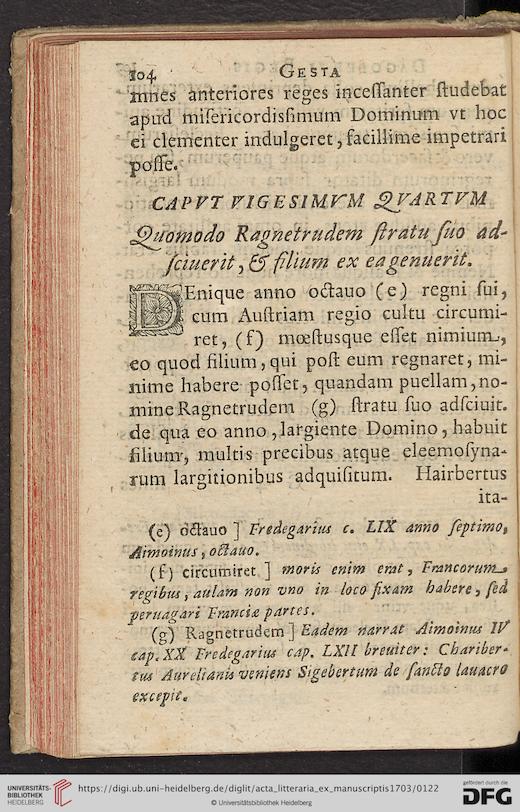 104 GESTA
mnes anteriores reges incessanter studebat
apud misericordissimum Dominum vt hoc
ei clementer indulgeret, facillime impetrari
posse.
CAPVT VIGESIMVM QVARTVM
Quomodo Ragnetrudem stratu suo ad-
sciuerit, & filium ex ea genuerit.
DEnique anno octauo (e) regni sui,
cum Austriam regio cultu circumi-
ret, (f) mœstusque esset nimium,
eo quod filium, qui post eum regnaret, mi-
nime habere posset, quandam puellam, no-
mine Ragnetrudem (g) stratu suo adsciuit.
de qua eo anno, largiente Domino, habuit
filium, multis precibus atque eleemosyna-
rum largitionibus adquisitum. Hairbertus
ita-
(e) octauo ] Fredegarius c. LIX anno septimo,
Aimoinus, octauo.
(f) circumiret ] moris enim erat, Francorum
regibus, aulam non vno in loco fixam habere, sed
peruagari Franciæ partes.
(g) Ragnetrudem ] Eadem narrat Aimoinus IV
cap. XX Fredegarius cap. LXII breuiter: Chariber-
tus Aurelianis veniens Sigebertum de sancto lauacro
excepit.
UNIVERSITÄTS-
BIBLIOTHEK
HEIDELBERG
https://digi.ub.uni-heidelberg.de/diglit/acta_litteraria_ex_manuscriptis1703/0122
© Universitätsbibliothek Heidelberg
gefördert durch die
DFG